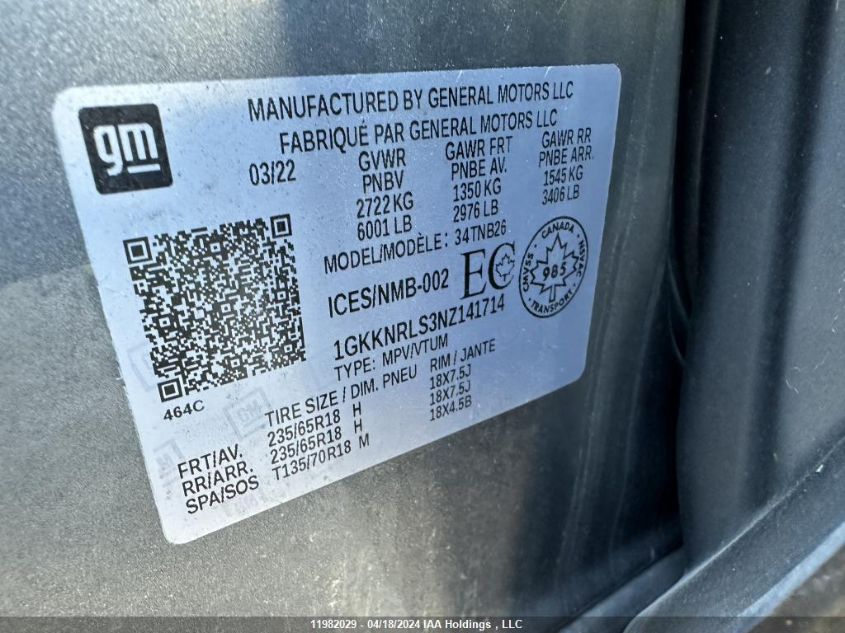 gm
MANUFACTURED BY GENERAL MOTORS LLC
FABRIQUÉ PAR GENERAL MOTORS LLC
03/22
GVWR
PNBV
2722 KG
6001 LB
GAWR FRT
PNBE AV.
1350 KG
2976 LB
GAWR RR
PNBE ARR.
1545 KG
3406 LB
MODEL/MODÈLE: 34TNB26
ICES/NMB-002
EC
CANADA
CMVSS
NSVAC
985
TRANSPORT
1GKKNRLS3NZ141714
TYPE: MPV/VTUM
464C
TIRE SIZE / DIM. PNEU RIM / JANTE
FRT/AV. 235/65R18 H 18X7.5J
RR/ARR. 235/65R18 H 18X7.5J
SPA/SOS T135/70R18 M 18X4.5B
GM
11982029 - 04/18/2024 IAA Holdings , LLC